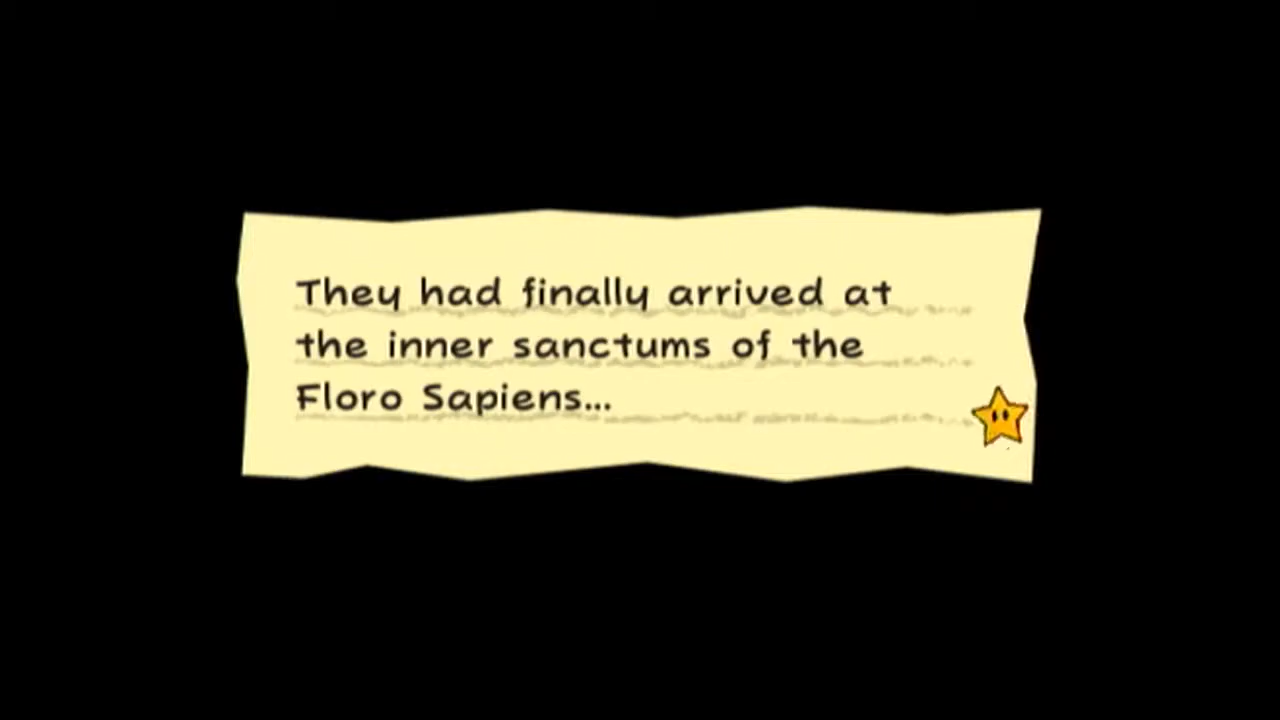 They had finally arrived at
the inner sanctums of the
Floro Sapiens...